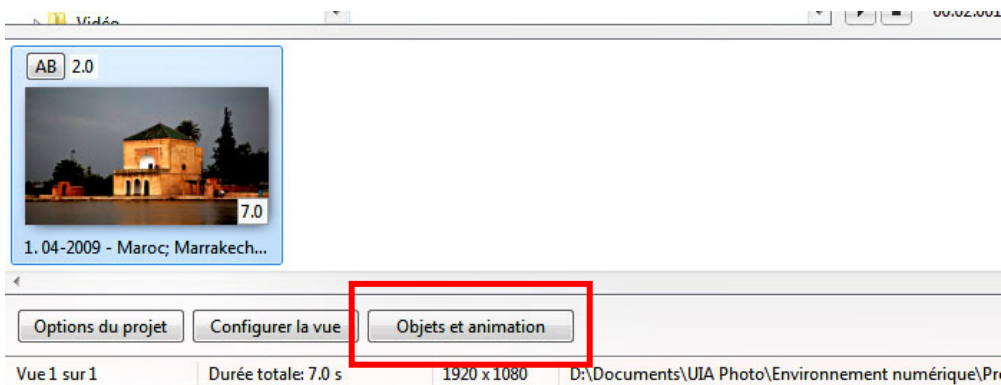 Vidéo
00:02.001
AB 2.0
7.0
1. 04-2009 - Maroc; Marrakech...
Options du projet Configurer la vue Objets et animation
Vue 1 sur 1 Durée totale: 7.0 s 1920 x 1080 D:\Documents\UIA Photo\Environnement numérique\Pr